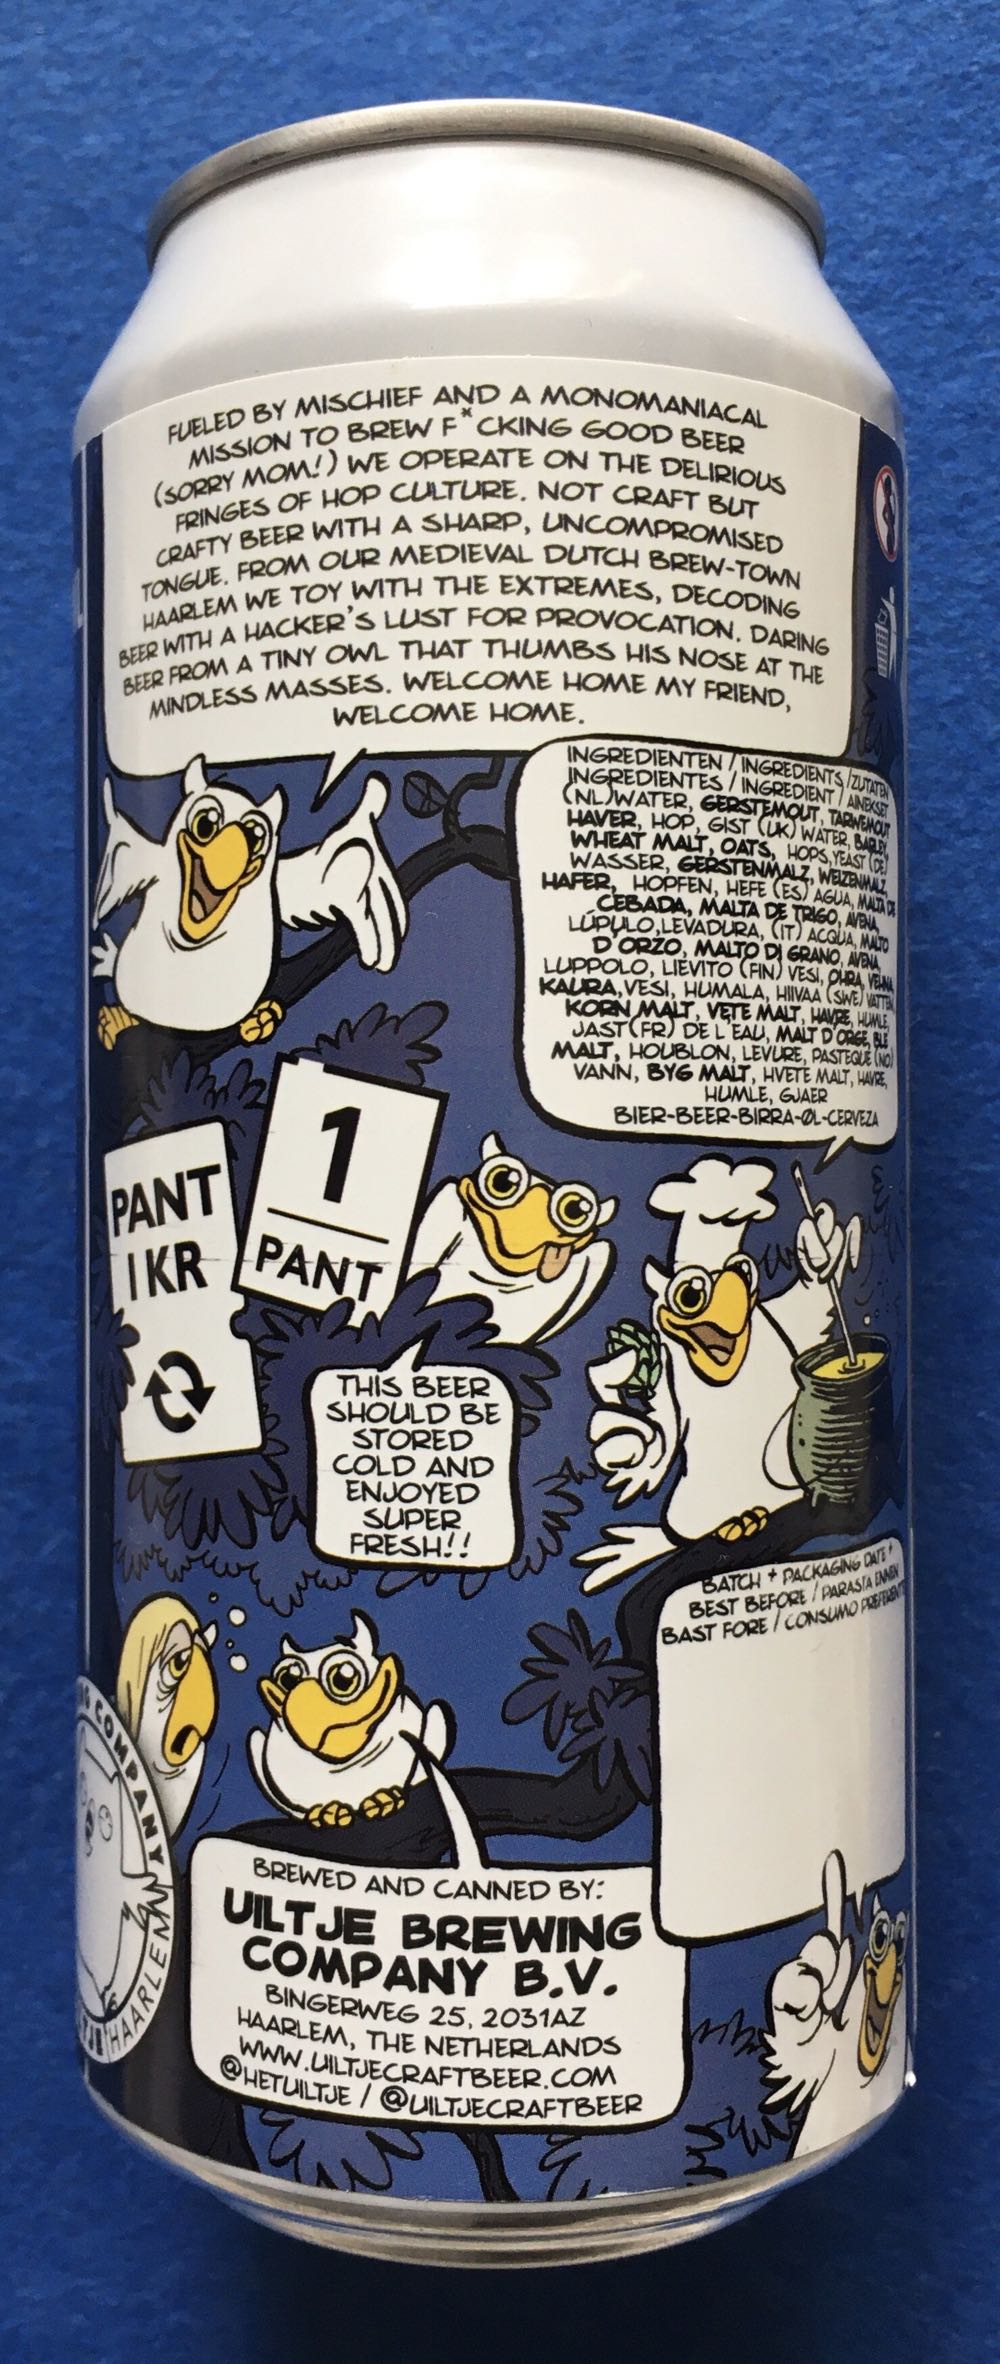 FUELED BY MISCHIEF AND A MONOMANIACAL
MISSION TO BREW F*CKING GOOD BEER
(SORRY MOM!) WE OPERATE ON THE DELIRIOUS
FRINGES OF HOP CULTURE. NOT CRAFT BUT
CRAFTY BEER WITH A SHARP, UNCOMPROMISED
TONGUE. FROM OUR MEDIEVAL DUTCH BREW-TOWN
HAARLEM WE TOY WITH THE EXTREMES, DECODING
BEER WITH A HACKER'S LUST FOR PROVOCATION. DARING
BEER FROM A TINY OWL THAT THUMBS HIS NOSE AT THE
MINDLESS MASSES. WELCOME HOME MY FRIEND,
WELCOME HOME.
INGREDIENTEN / INGREDIENTS / ZUTATEN
INGREDIENTES / INGREDIENT / AINEKSET
(NL)WATER, GERSTEMOUT, TARWEMOUT
HAVER, HOP, GIST (UK) WATER, BARLEY
WHEAT MALT, OATS, HOPS,YEAST (DE)
WASSER, GERSTENMALZ, WEIZENMALZ,
HAFER, HOPFEN, HEFE (ES) AGUA, MALTA DE
CEBADA, MALTA DE TRIGO, AVENA,
LÚPULO,LEVADURA, (IT) ACQUA, MALTO
D'ORZO, MALTO DI GRANO, AVENA,
LUPPOLO, LIEVITO (FIN) VESI, OHRA, VEHNA
KAURA,VESI, HUMALA, HIIVAA (SWE) VATTEN
KORN MALT, VETE MALT, HAVRE, HUMLE,
JAST (FR) DE L'EAU, MALT D'ORGE, BLE
MALT, HOUBLON, LEVURE, PASTEQUE (NO)
VANN, BYG MALT, HVETE MALT, HAVRE,
HUMLE, GJAER
BIER-BEER-BIRRA-ØL-CERVEZA
PANT
1 KR
1
PANT
THIS BEER
SHOULD BE
STORED
COLD AND
ENJOYED
SUPER
FRESH!!
BATCH + PACKAGING DATE +
BEST BEFORE / PARASTA ENNEN
BAST FORE / CONSUMO
COMPANY
HAARLEM
BREWED AND CANNED BY:
UILTJE BREWING
COMPANY B.V.
BINGERWEG 25, 2031AZ
HAARLEM, THE NETHERLANDS
WWW.UILTJECRAFTBEER.COM
@HETUILTJE / @UILTJECRAFTBEER